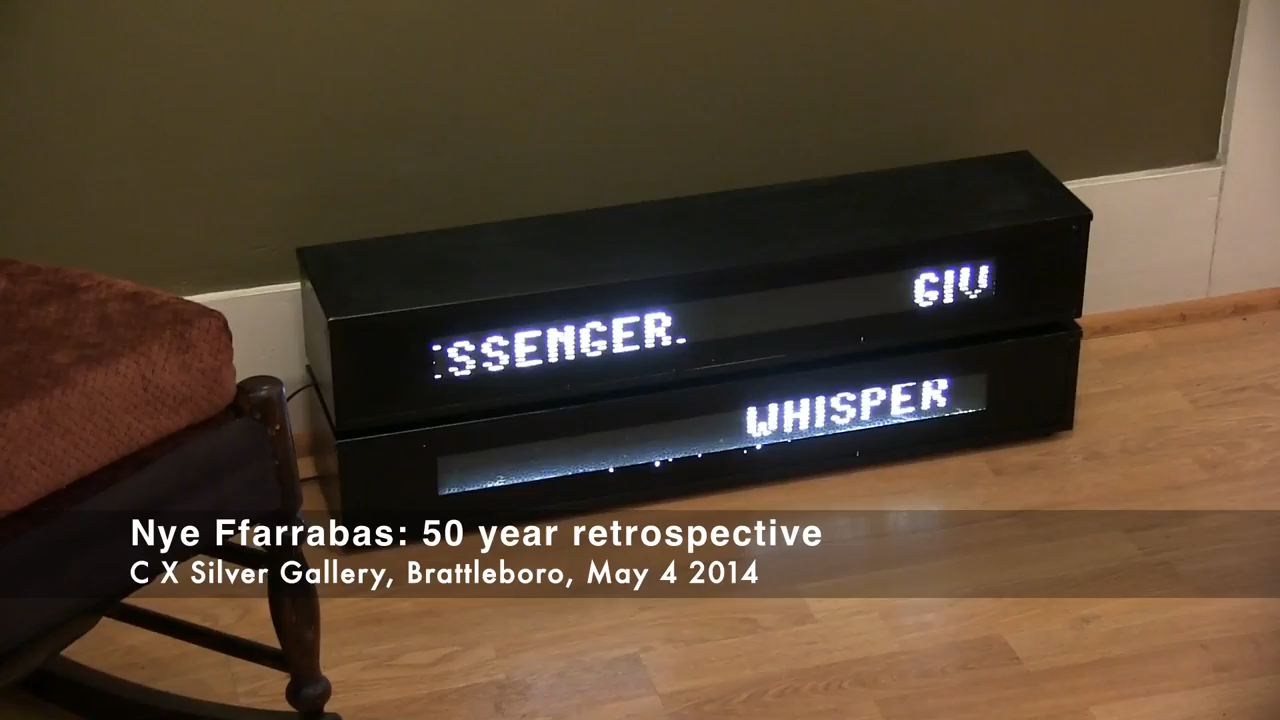 SSENGER. GIV
WHISPER
Nye Ffarrabas: 50 year retrospective
C X Silver Gallery, Brattleboro, May 4 2014